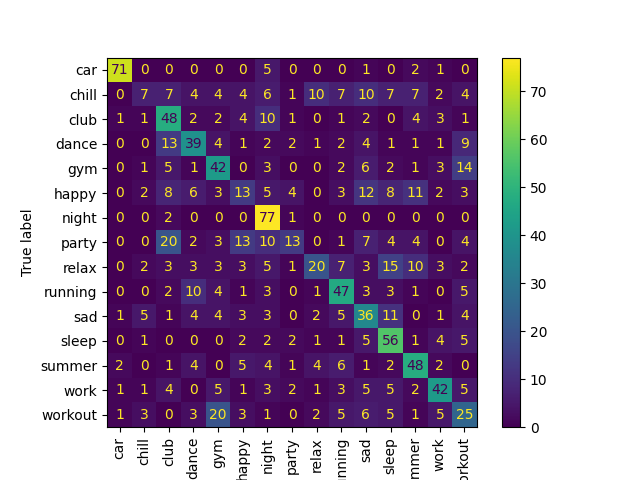 car 71 0 0 0 0 0 5 0 0 0 1 0 2 1 0
chill 0 7 7 4 4 4 6 1 10 7 10 7 7 2 4
club 1 1 48 2 2 4 10 1 0 1 2 0 4 3 1
dance 0 0 13 39 4 1 2 2 1 2 4 1 1 1 9
gym 0 1 5 1 42 0 3 0 0 2 6 2 1 3 14
happy 0 2 8 6 3 13 5 4 0 3 12 8 11 2 3
night 0 0 2 0 0 0 77 1 0 0 0 0 0 0 0
party 0 0 20 2 3 13 10 13 0 1 7 4 4 0 4
relax 0 2 3 3 3 3 5 1 20 7 3 15 10 3 2
running 0 0 2 10 4 1 3 0 1 47 3 3 1 0 5
sad 1 5 1 4 4 3 3 0 2 5 36 11 0 1 4
sleep 0 1 0 0 0 2 2 2 1 1 5 56 1 4 5
summer 2 0 1 4 0 5 4 1 4 6 1 2 48 2 0
work 1 1 4 0 5 1 3 2 1 3 5 5 2 42 5
workout 1 3 0 3 20 3 1 0 2 5 6 5 1 5 25
True label
car chill club dance gym happy night party relax nning sad sleep mmer work orkout
70
60
50
40
30
20
10
0